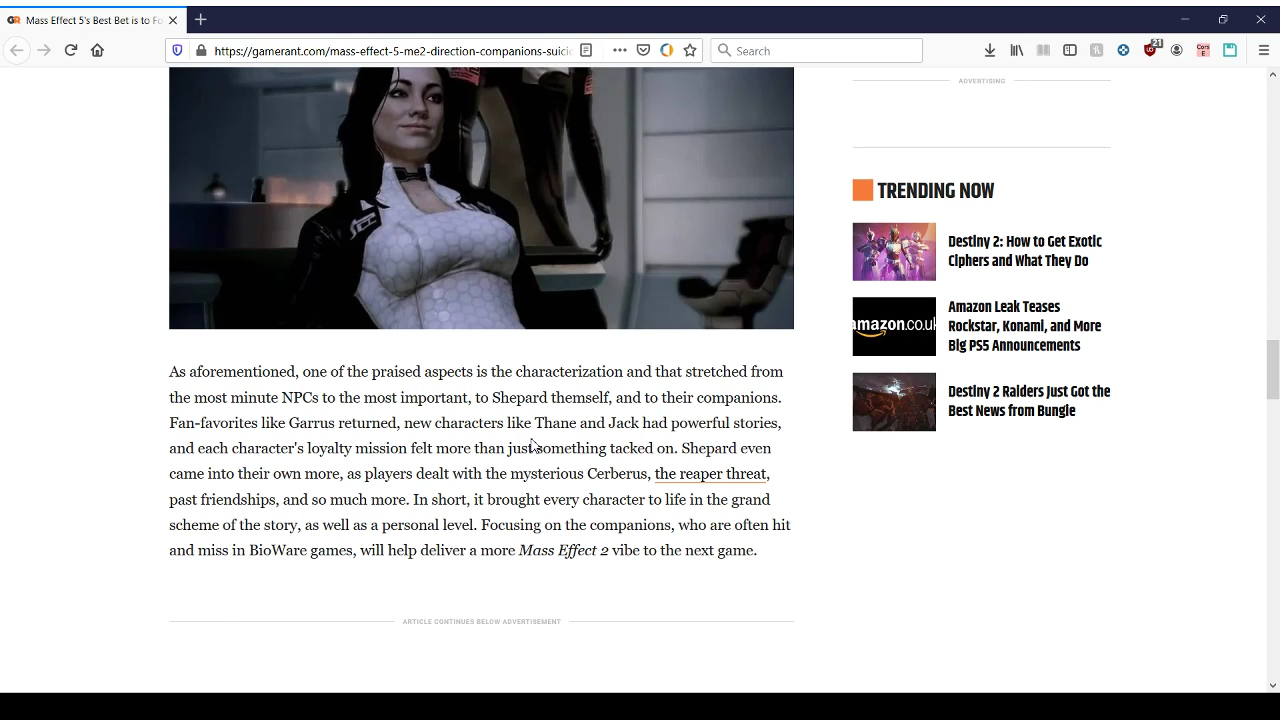 Mass Effect 5's Best Bet is to Fo
https://gamerant.com/mass-effect-5-me2-direction-companions-suic
Search
21
ADVERTISING
TRENDING NOW
Destiny 2: How to Get Exotic
Ciphers and What They Do
amazon.co.uk
Amazon Leak Teases
Rockstar, Konami, and More
Big PS5 Announcements
Destiny 2 Raiders Just Got the
Best News from Bungie
As aforementioned, one of the praised aspects is the characterization and that stretched from
the most minute NPCs to the most important, to Shepard themself, and to their companions.
Fan-favorites like Garrus returned, new characters like Thane and Jack had powerful stories,
and each character's loyalty mission felt more than just something tacked on. Shepard even
came into their own more, as players dealt with the mysterious Cerberus, the reaper threat,
past friendships, and so much more. In short, it brought every character to life in the grand
scheme of the story, as well as a personal level. Focusing on the companions, who are often hit
and miss in BioWare games, will help deliver a more Mass Effect 2 vibe to the next game.
ARTICLE CONTINUES BELOW ADVERTISEMENT